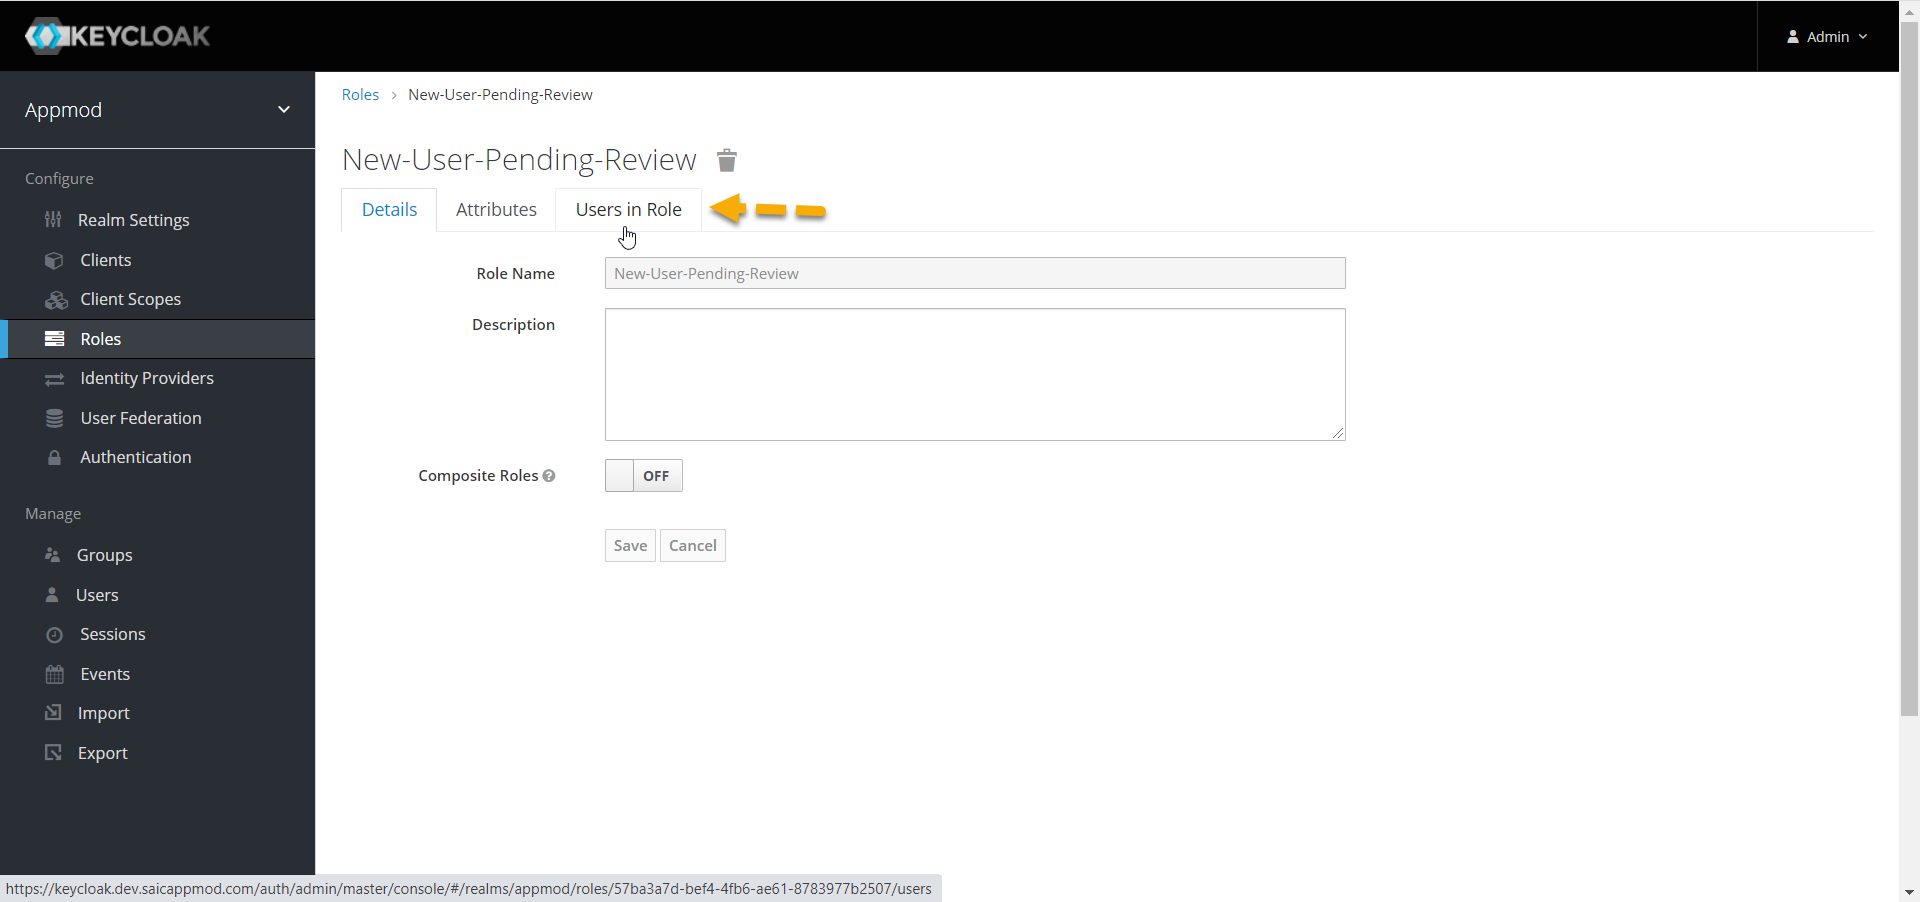 KEYCLOAK
Admin
Appmod
Configure
Realm Settings
Clients
Client Scopes
Roles
Identity Providers
User Federation
Authentication
Manage
Groups
Users
Sessions
Events
Import
Export
Roles > New-User-Pending-Review
New-User-Pending-Review
Details Attributes Users in Role
Role Name New-User-Pending-Review
Description
Composite Roles ? OFF
Save Cancel
https://keycloak.dev.saicappmod.com/auth/admin/master/console/#/realms/appmod/roles/57ba3a7d-bef4-4fb6-ae61-8783977b2507/users